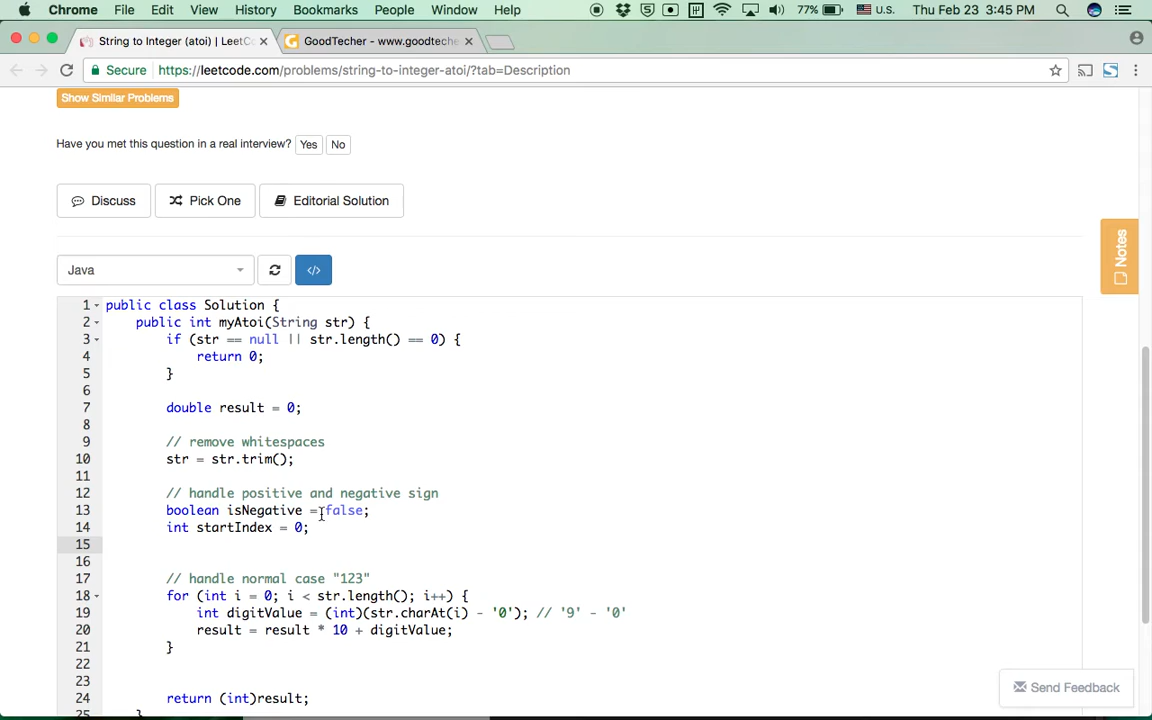 Chrome File Edit View History Bookmarks People Window Help 77% U.S. Thu Feb 23 3:45 PM
String to Integer (atoi) | LeetCo GoodTecher - www.goodteche
Secure https://leetcode.com/problems/string-to-integer-atoi/?tab=Description
Show Similar Problems
Have you met this question in a real interview? Yes No
Discuss Pick One Editorial Solution
Notes
Java </>
1 public class Solution {
2 public int myAtoi(String str) {
3 if (str == null || str.length() == 0) {
4 return 0;
5 }
6
7 double result = 0;
8
9 // remove whitespaces
10 str = str.trim();
11
12 // handle positive and negative sign
13 boolean isNegative = false;
14 int startIndex = 0;
15
16
17 // handle normal case "123"
18 for (int i = 0; i < str.length(); i++) {
19 int digitValue = (int)(str.charAt(i) - '0'); // '9' - '0'
20 result = result * 10 + digitValue;
21 }
22
23
24 return (int)result;
25 }
Send Feedback